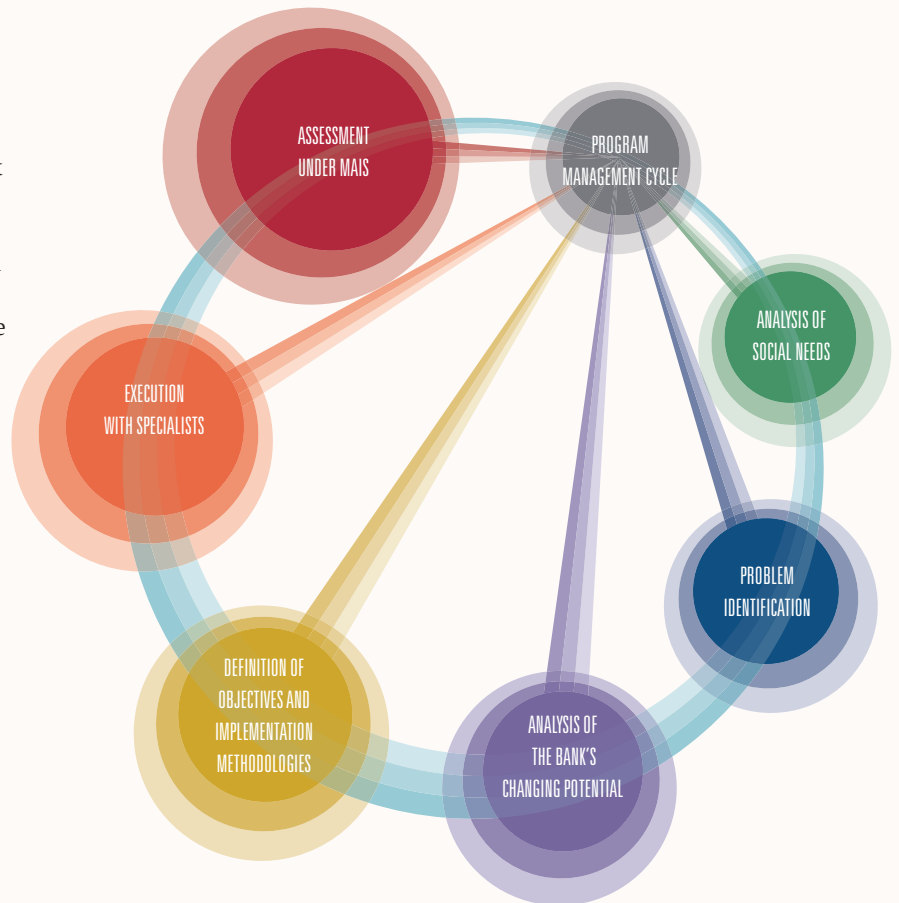 PROGRAM
MANAGEMENT CYCLE
ANALYSIS OF
SOCIAL NEEDS
PROBLEM
IDENTIFICATION
ANALYSIS OF
THE BANK'S
CHANGING POTENTIAL
DEFINITION OF
OBJECTIVES AND
IMPLEMENTATION
METHODOLOGIES
EXECUTION
WITH SPECIALISTS
ASSESSMENT
UNDER MAIS